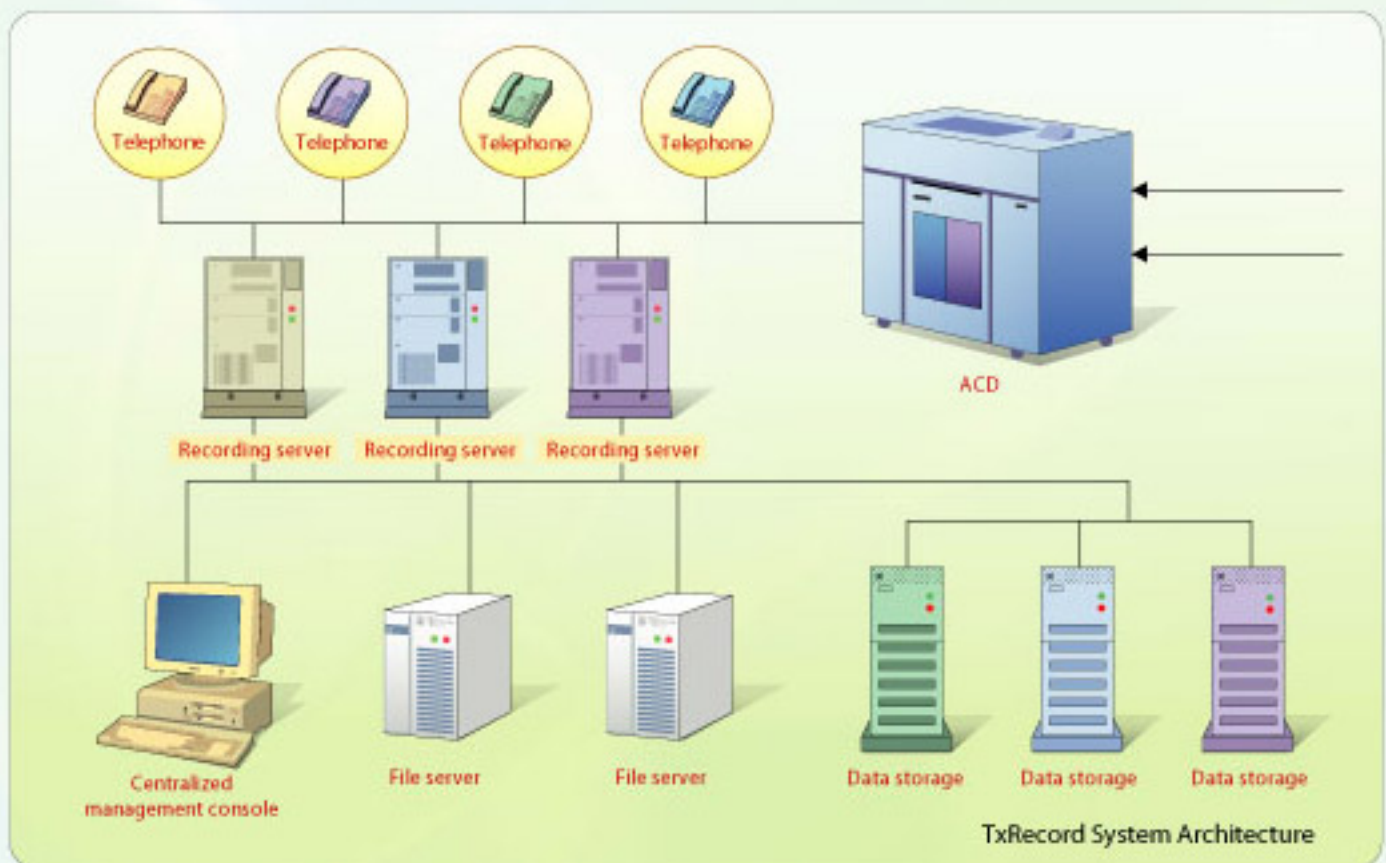 Telephone
Telephone
Telephone
Telephone
ACD
Recording server
Recording server
Recording server
Centralized
management console
File server
File server
Data storage
Data storage
Data storage
TxRecord System Architecture